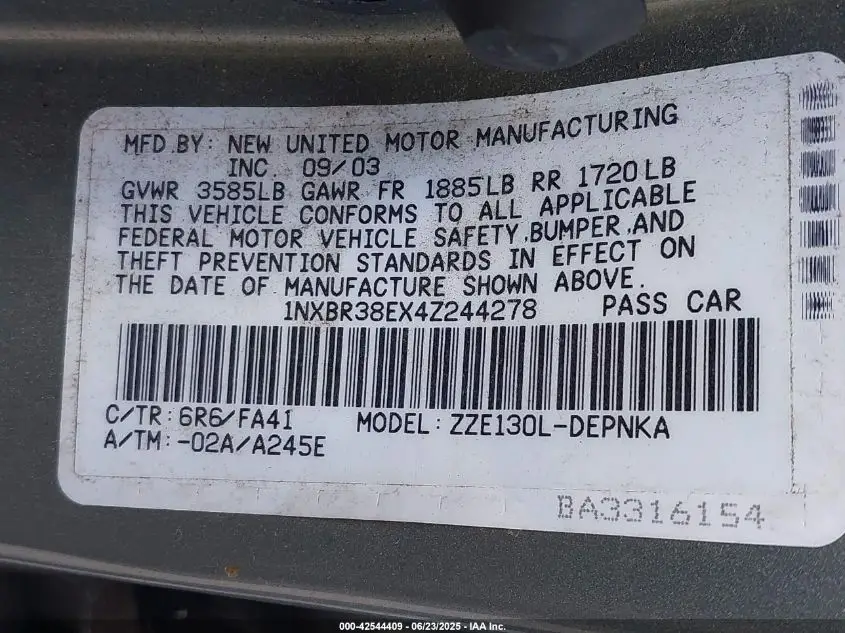 MFD.BY: NEW UNITED MOTOR MANUFACTURING
INC. 09/03
GVWR 3585LB GAWR FR 1885LB RR 1720LB
THIS VEHICLE CONFORMS TO ALL APPLICABLE
FEDERAL MOTOR VEHICLE SAFETY,BUMPER,AND
THEFT PREVENTION STANDARDS IN EFFECT ON
THE DATE OF MANUFACTURE SHOWN ABOVE.
1NXBR38EX4Z244278 PASS CAR
C/TR:6R6/FA41 MODEL:ZZE130L-DEPNKA
A/TM:-02A/A245E
BA3316154
000-42544409 - 06/23/2025 - IAA Inc.